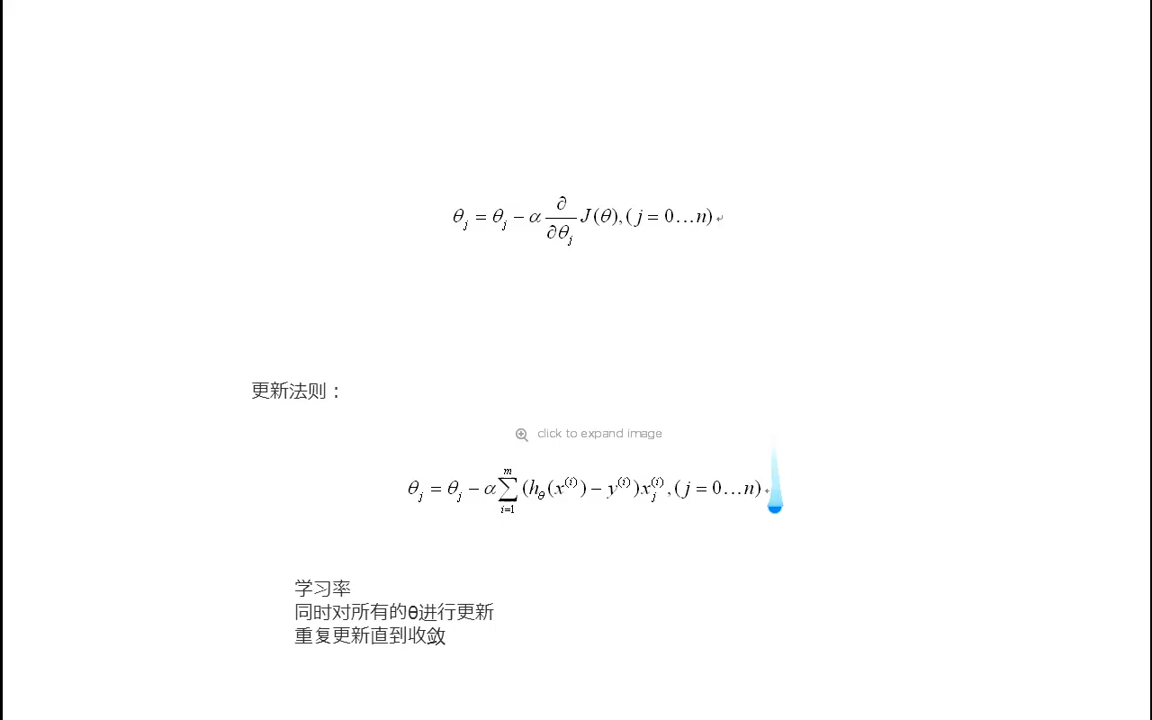 θ_j = θ_j − α ∂/∂θ_j J(θ), (j = 0…n)
更新法则：
click to expand image
θ_j = θ_j − α ∑_{i=1}^{m} (h_θ(x^{(i)}) − y^{(i)}) x_j^{(i)}, (j = 0…n)
学习率
同时对所有的θ进行更新
重复更新直到收敛